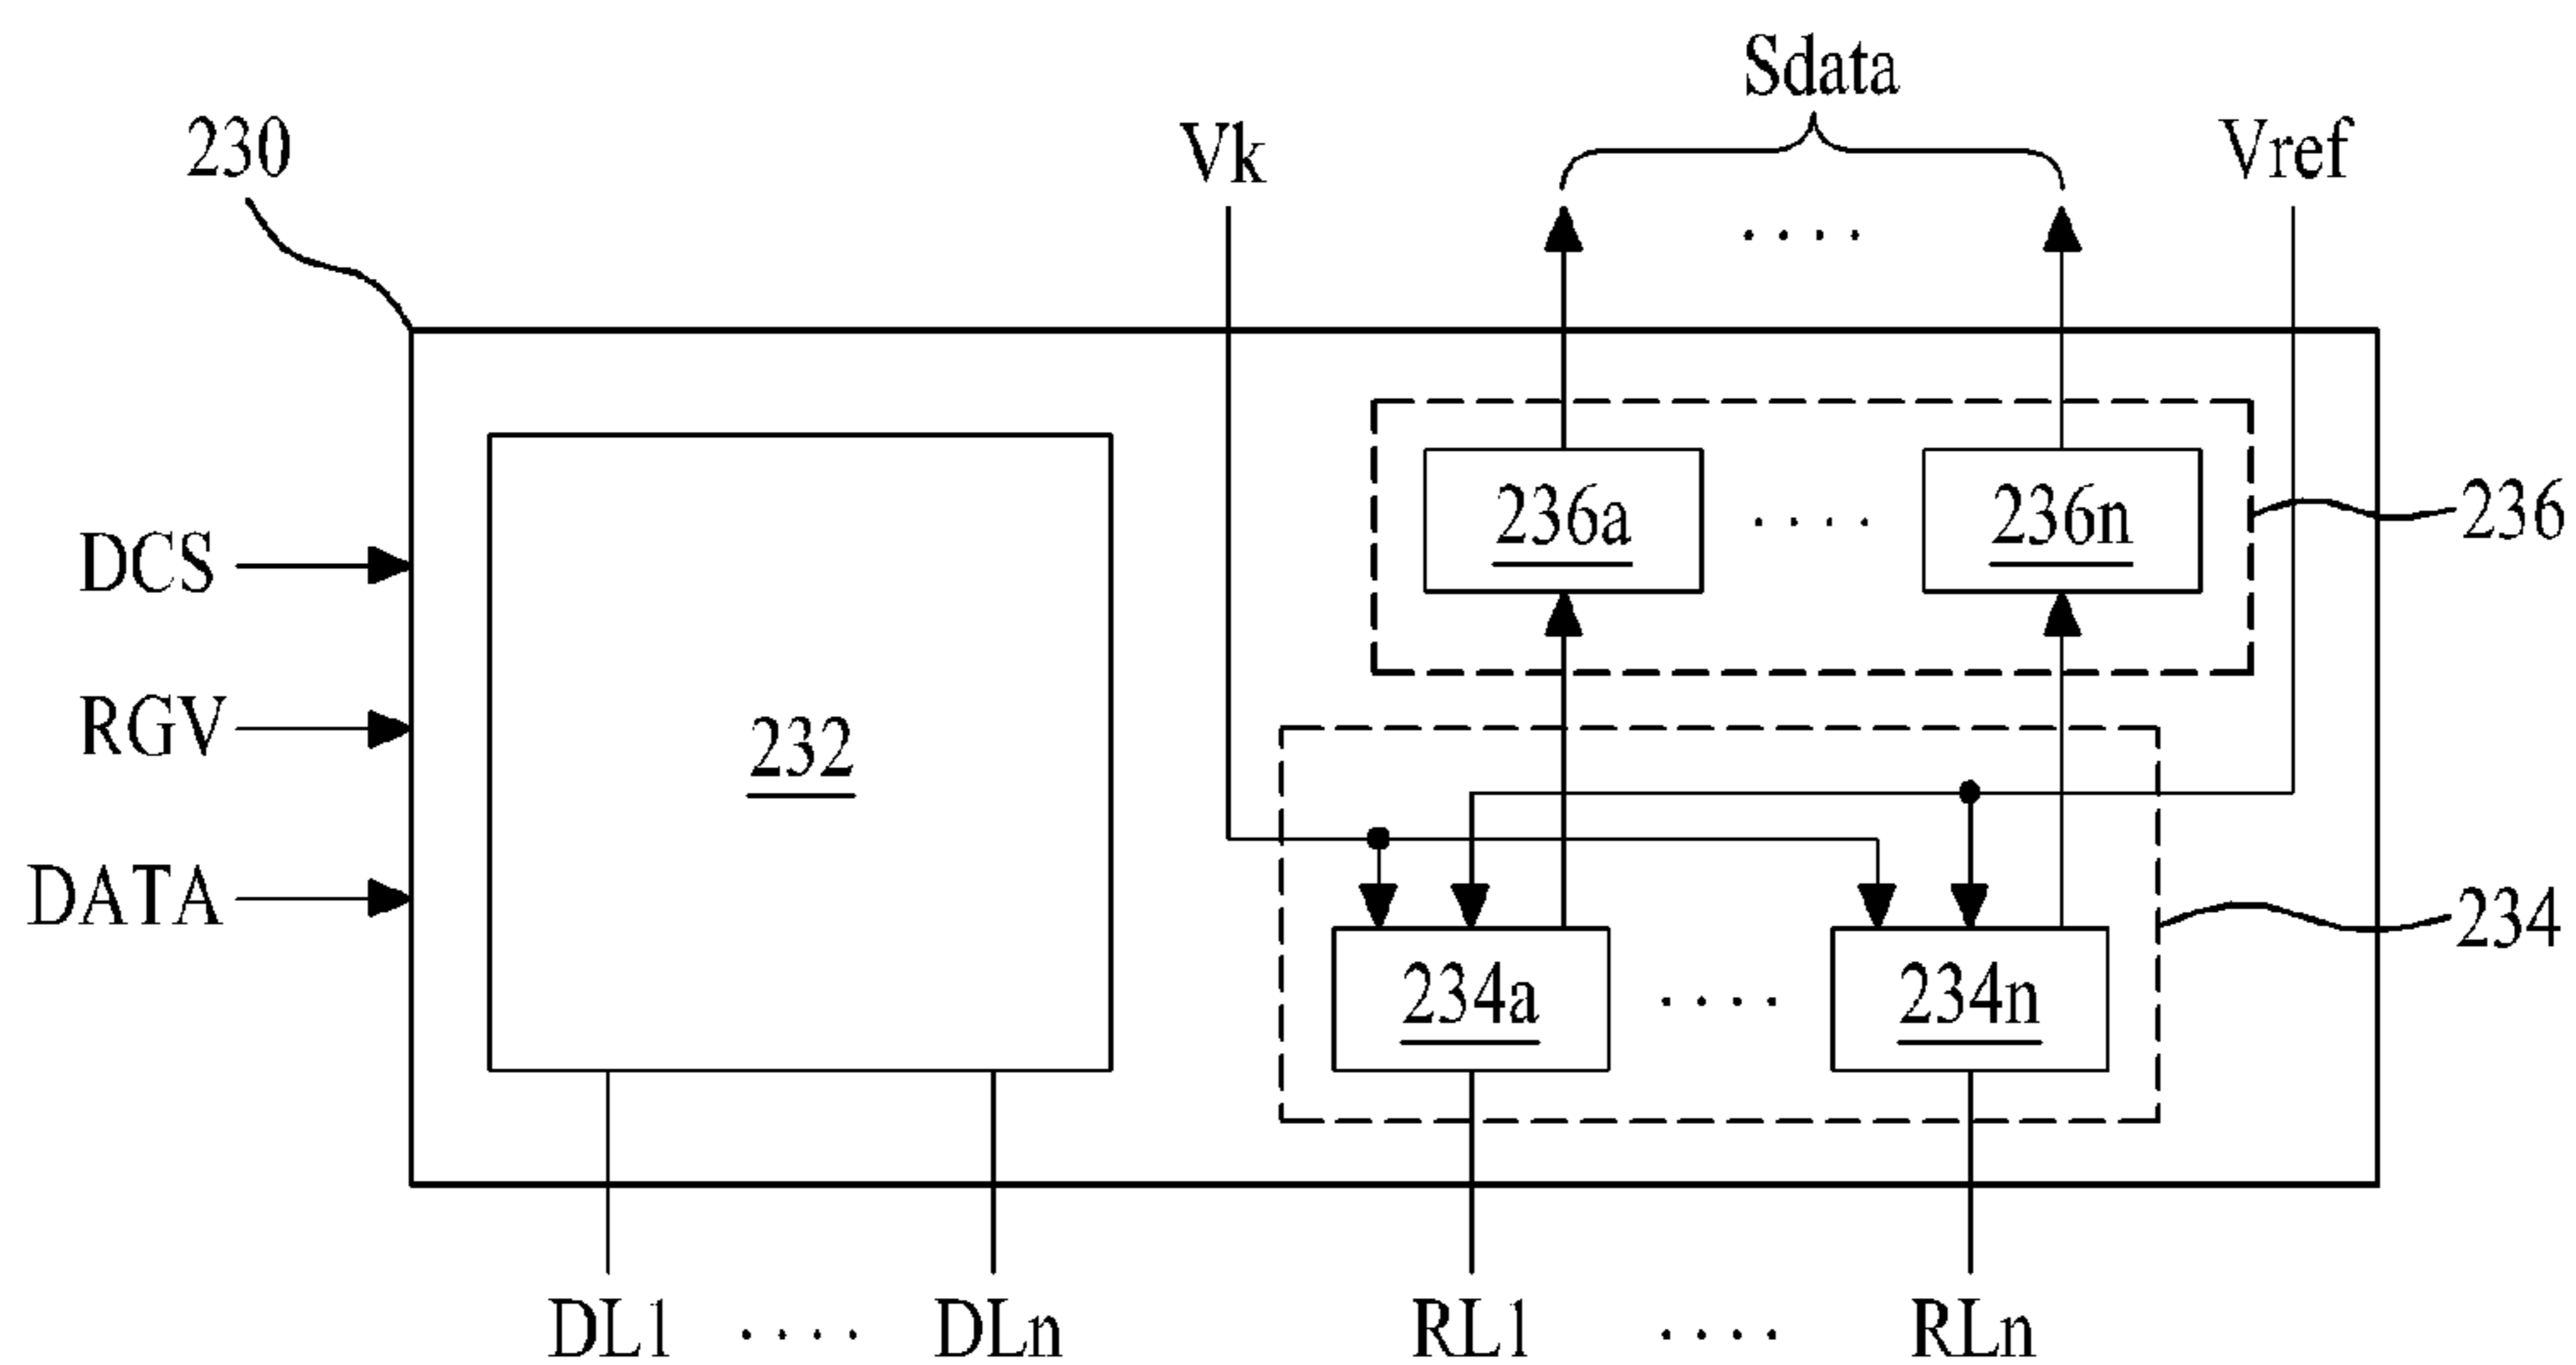 Sdata
230
Vk
Vref
236a
236n
236
DCS
RGV
232
DATA
234
234a
234n
DL1
DLn
RL1
RLn